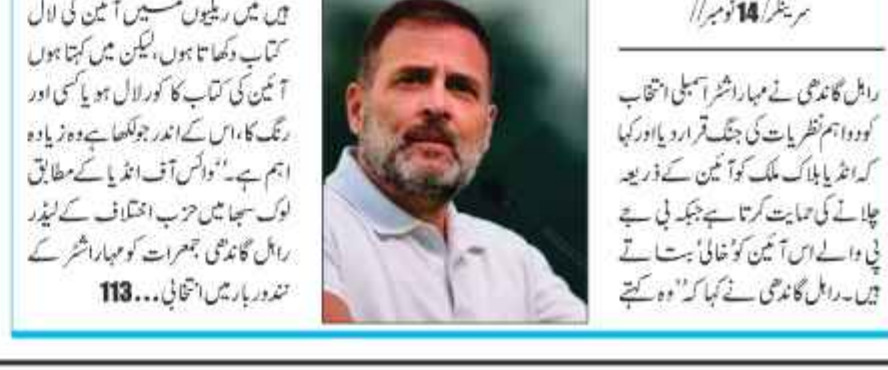 سرینگر/14نومبر//
راہل گاندھی نے مہاراشٹر اسمبلی انتخاب
کو دو اہم نظریات کی جنگ قرار دیا اور کہا
کہ انڈیا بلاک ملک کو آئین کے ذریعہ
چلانے کی حمایت کرتا ہے جبکہ بی جے
پی والے اس آئین کو ’خالی‘ بتاتے
ہیں۔ راہل گاندھی نے کہا کہ ’’وہ کہتے
ہیں میں ریلیوں میں آئین کی لال
کتاب دکھاتا ہوں، لیکن میں کہتا ہوں
آئین کی کتاب کا کور لال ہو یا کسی اور
رنگ کا، اس کے اندر جو لکھا ہے وہ زیادہ
اہم ہے۔‘‘ وائس آف انڈیا کے مطابق
لوک سبھا میں حزب اختلاف کے لیڈر
راہل گاندھی جمعرات کو مہاراشٹر کے
نندوربار میں انتخابی...113